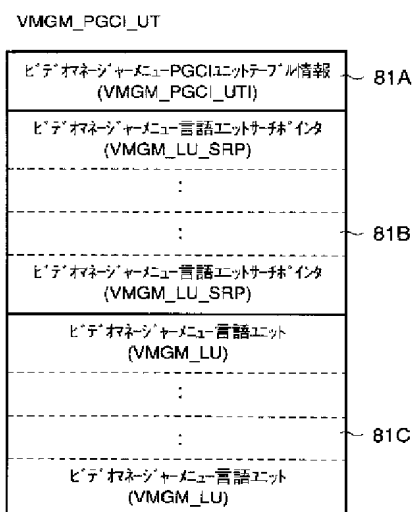 VMGM_PGCI_UT
ビデオマネージャーメニューPGCIユニットテーブル情報
(VMGM_PGCI_UTI)
81A
ビデオマネージャーメニュー言語ユニットサーチポインタ
(VMGM_LU_SRP)
:
:
81B
ビデオマネージャーメニュー言語ユニットサーチポインタ
(VMGM_LU_SRP)
ビデオマネージャーメニュー言語ユニット
(VMGM_LU)
:
:
81C
ビデオマネージャーメニュー言語ユニット
(VMGM_LU)